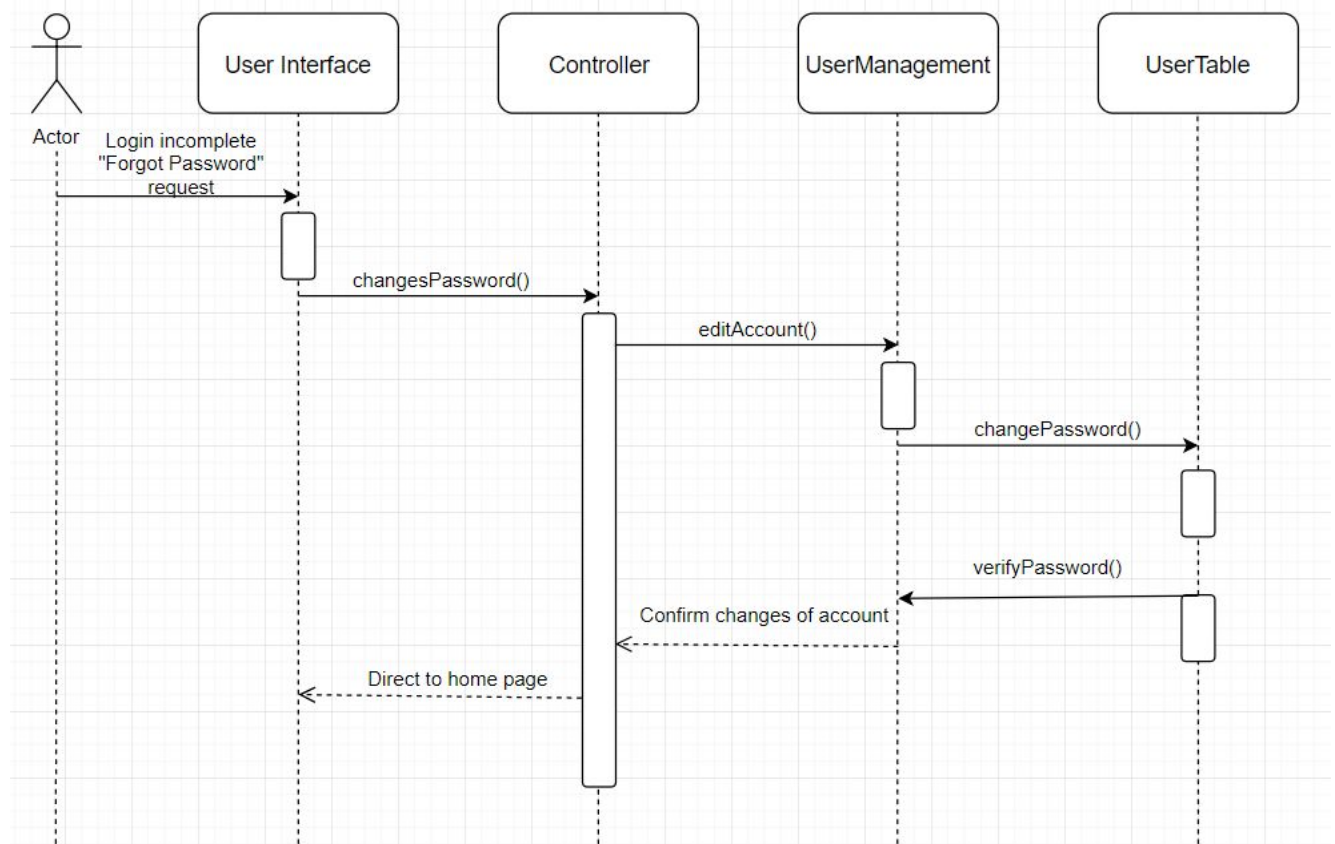 User Interface
Controller
UserManagement
UserTable
Actor
Login incomplete
"Forgot Password"
request
changesPassword()
editAccount()
changePassword()
verifyPassword()
Confirm changes of account
Direct to home page